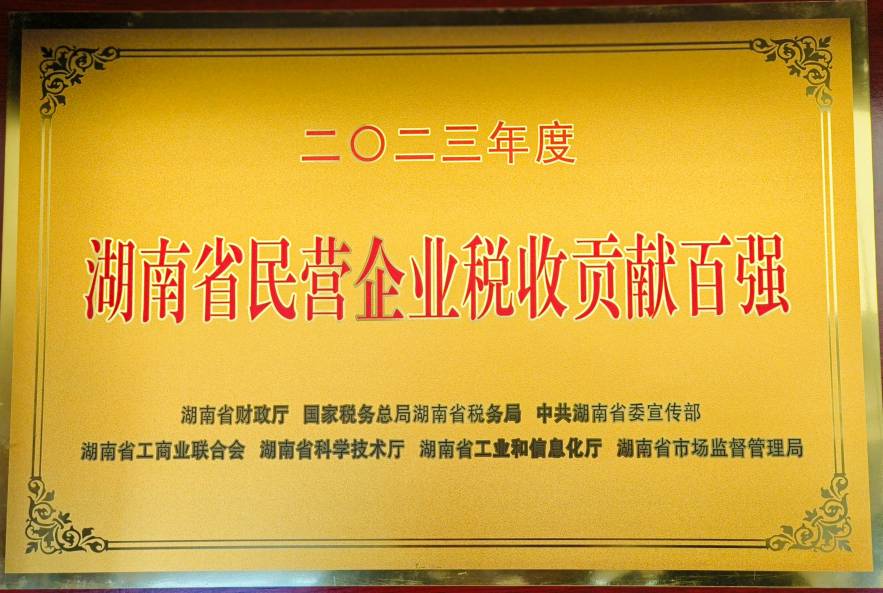 二〇二三年度
湖南省民营企业税收贡献百强
湖南省财政厅 国家税务总局湖南省税务局 中共湖南省委宣传部
湖南省工商业联合会 湖南省科学技术厅 湖南省工业和信息化厅 湖南省市场监督管理局